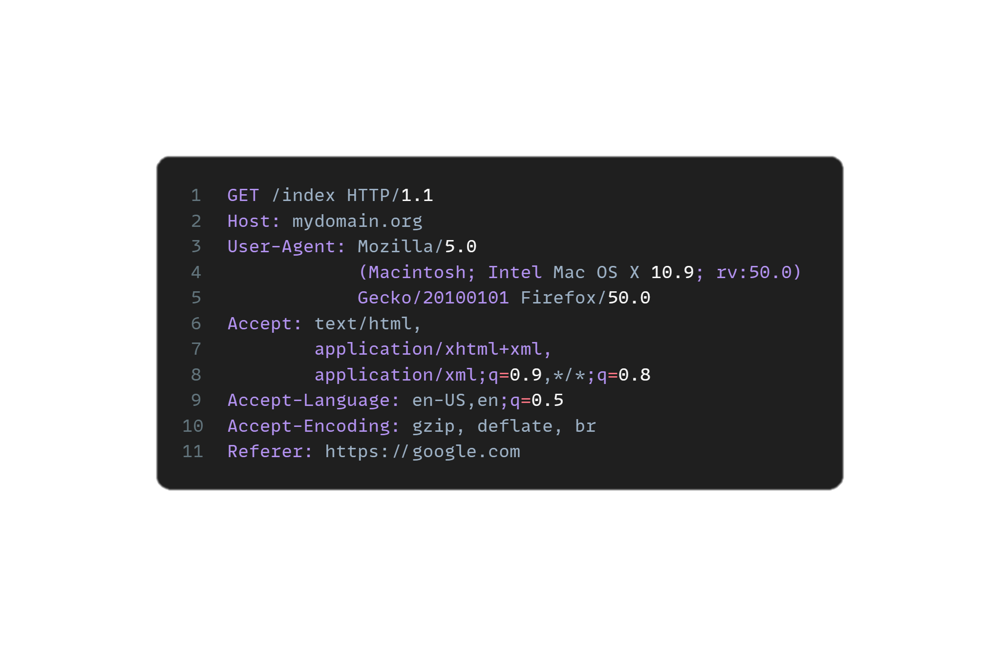 1 GET /index HTTP/1.1
2 Host: mydomain.org
3 User-Agent: Mozilla/5.0
4 (Macintosh; Intel Mac OS X 10.9; rv:50.0)
5 Gecko/20100101 Firefox/50.0
6 Accept: text/html,
7 application/xhtml+xml,
8 application/xml;q=0.9,*/*;q=0.8
9 Accept-Language: en-US,en;q=0.5
10 Accept-Encoding: gzip, deflate, br
11 Referer: https://google.com